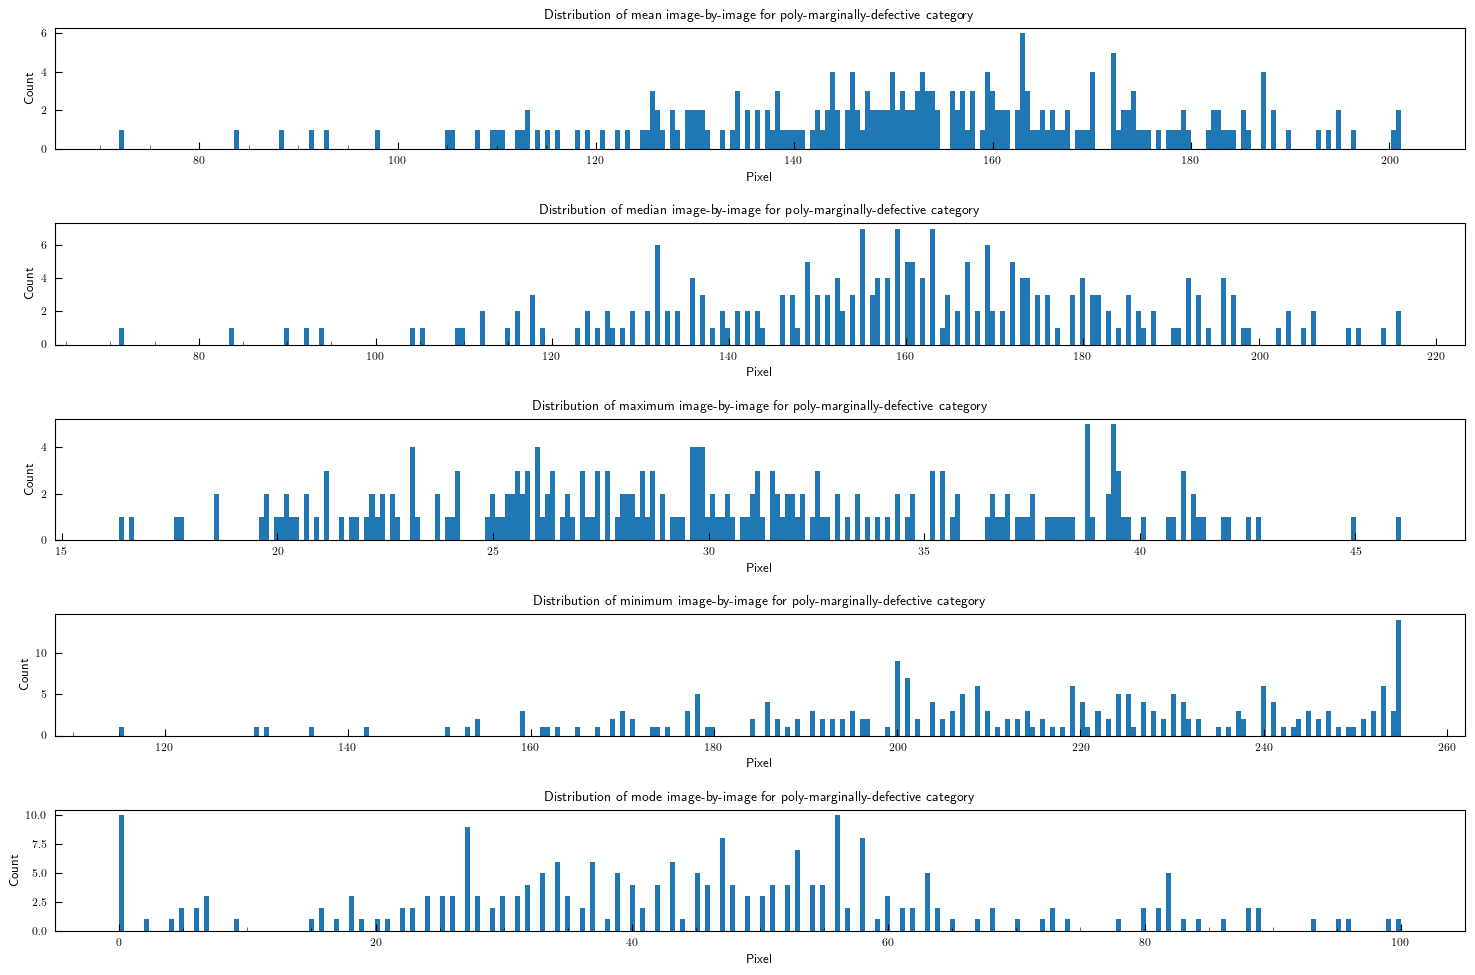 Distribution of mean image-by-image for poly-marginally-defective category
Count
6
4
2
0
80 100 120 140 160 180 200
Pixel
Distribution of median image-by-image for poly-marginally-defective category
Count
6
4
2
0
80 100 120 140 160 180 200 220
Pixel
Distribution of maximum image-by-image for poly-marginally-defective category
Count
4
2
0
15 20 25 30 35 40 45
Pixel
Distribution of minimum image-by-image for poly-marginally-defective category
Count
10
5
0
120 140 160 180 200 220 240 260
Pixel
Distribution of mode image-by-image for poly-marginally-defective category
Count
10.0
7.5
5.0
2.5
0.0
0 20 40 60 80 100
Pixel